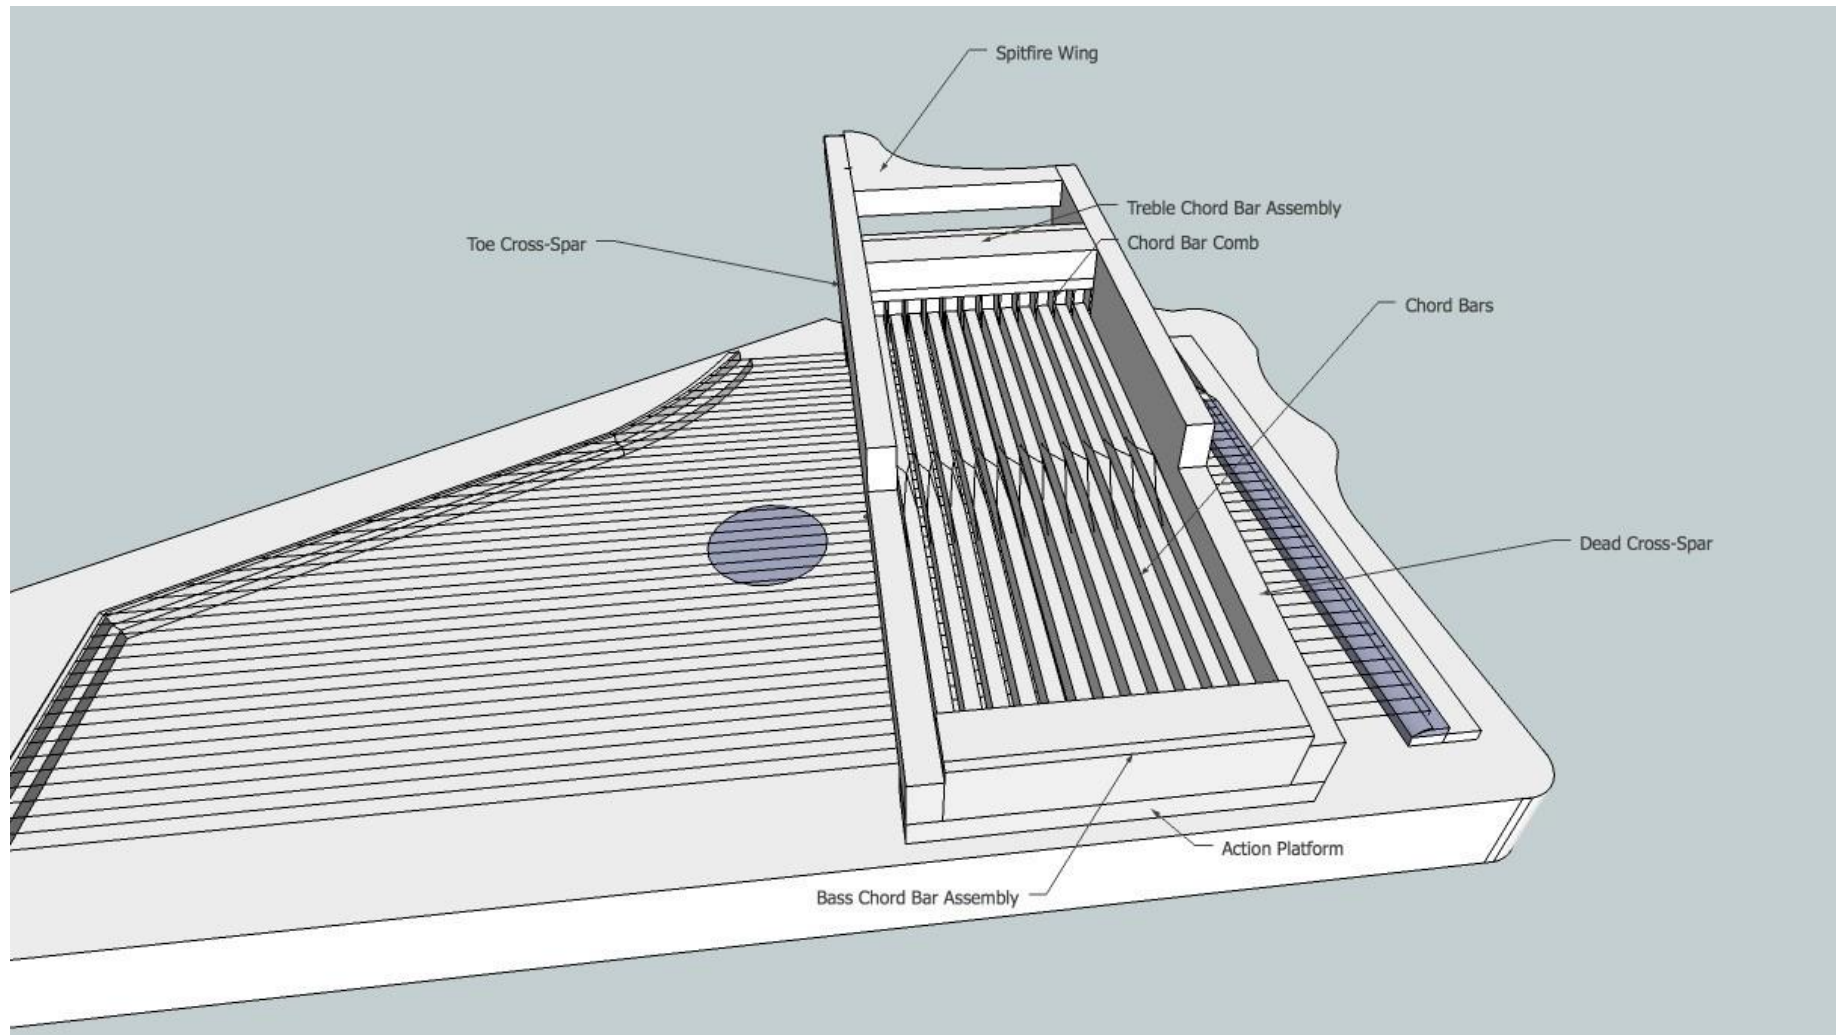 Spitfire Wing
Treble Chord Bar Assembly
Toe Cross-Spar
Chord Bar Comb
Chord Bars
Dead Cross-Spar
Action Platform
Bass Chord Bar Assembly